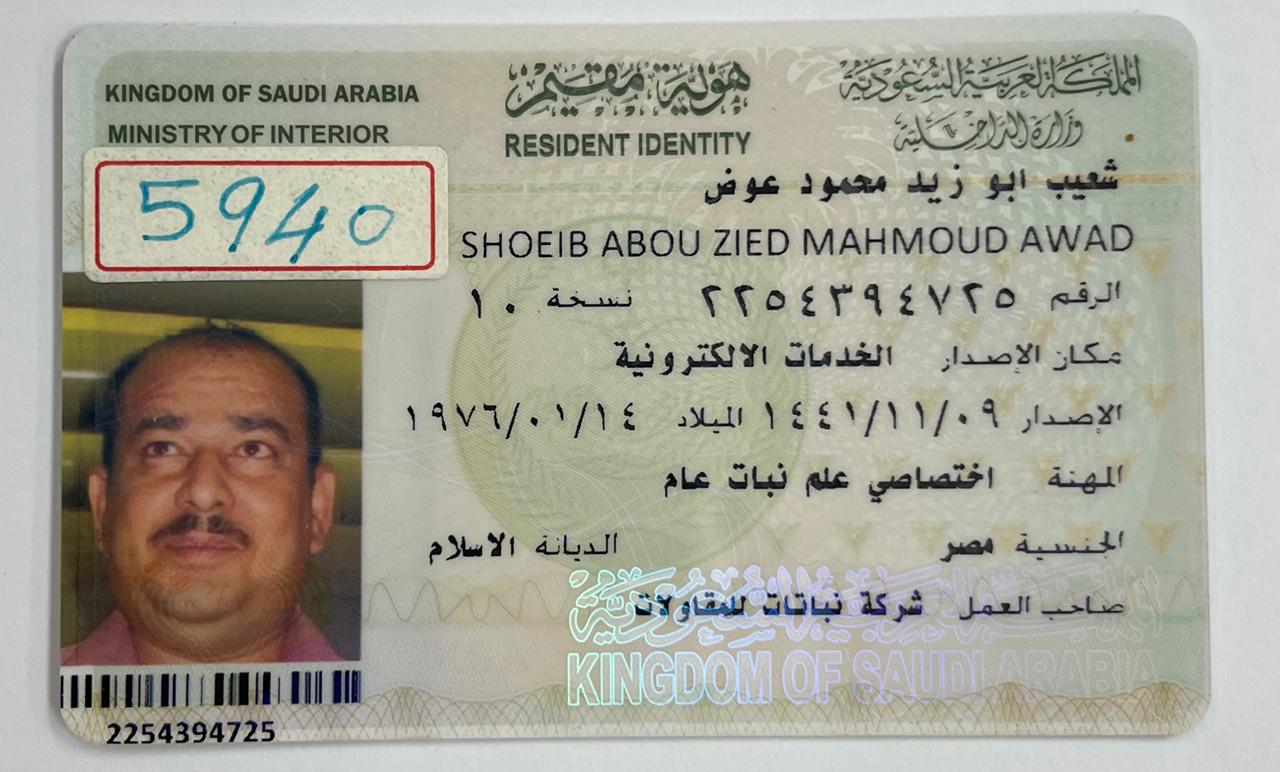 KINGDOM OF SAUDI ARABIA
MINISTRY OF INTERIOR
هوية مقيم
RESIDENT IDENTITY
المملكة العربية السعودية
وزارة الداخلية
5940
شعيب ابو زيد محمود عوض
SHOEIB ABOU ZIED MAHMOUD AWAD
الرقم ٢٢٥٤٣٩٤٧٢٥ نسخة ١٠
مكان الإصدار الخدمات الالكترونية
الإصدار ١٤٤١/١١/٠٩ الميلاد ١٩٧٦/٠١/١٤
المهنة اختصاصي علم نبات عام
الجنسية مصر الديانة الاسلام
صاحب العمل شركة نباتات للمقاولات
المملكة العربية السعودية
KINGDOM OF SAUDI ARABIA
2254394725